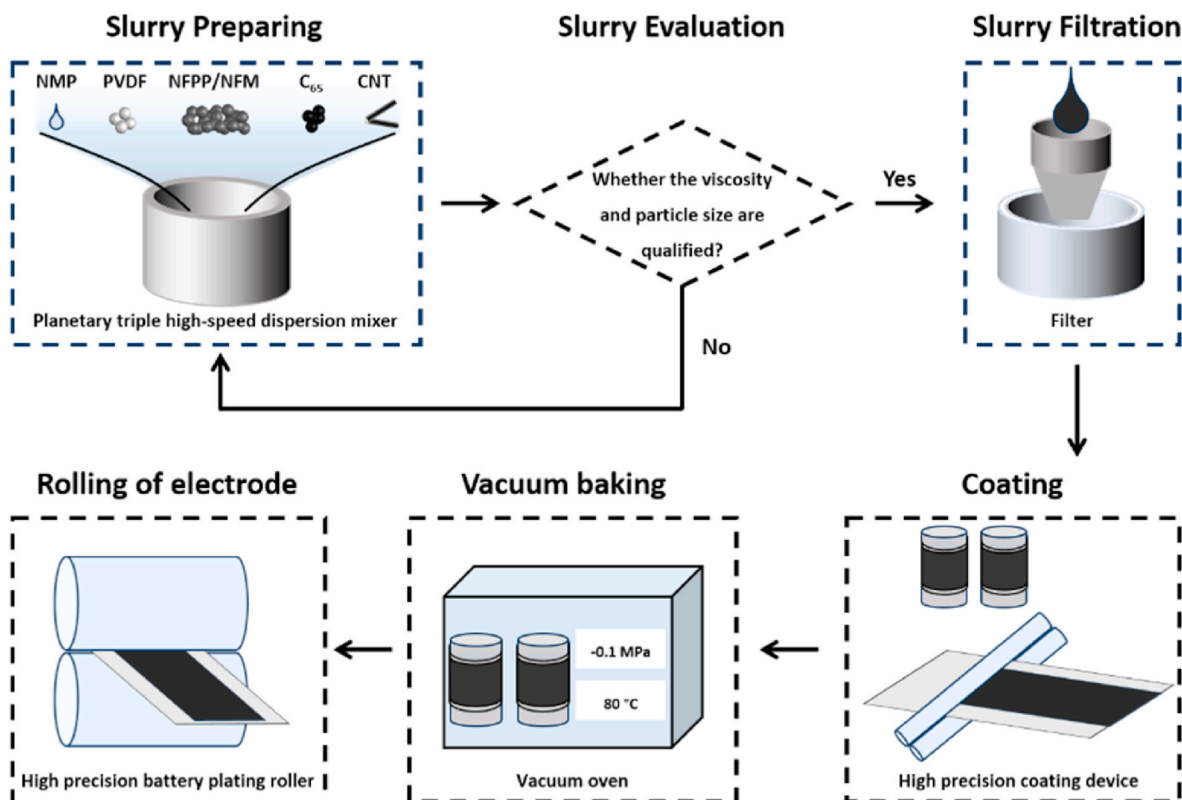 Slurry Preparing
NMP PVDF NFPP/NFM C₆₅ CNT
Planetary triple high-speed dispersion mixer
Slurry Evaluation
Whether the viscosity
and particle size are
qualified?
Yes
No
Slurry Filtration
Filter
Coating
High precision coating device
Vacuum baking
-0.1 MPa
80 °C
Vacuum oven
Rolling of electrode
High precision battery plating roller